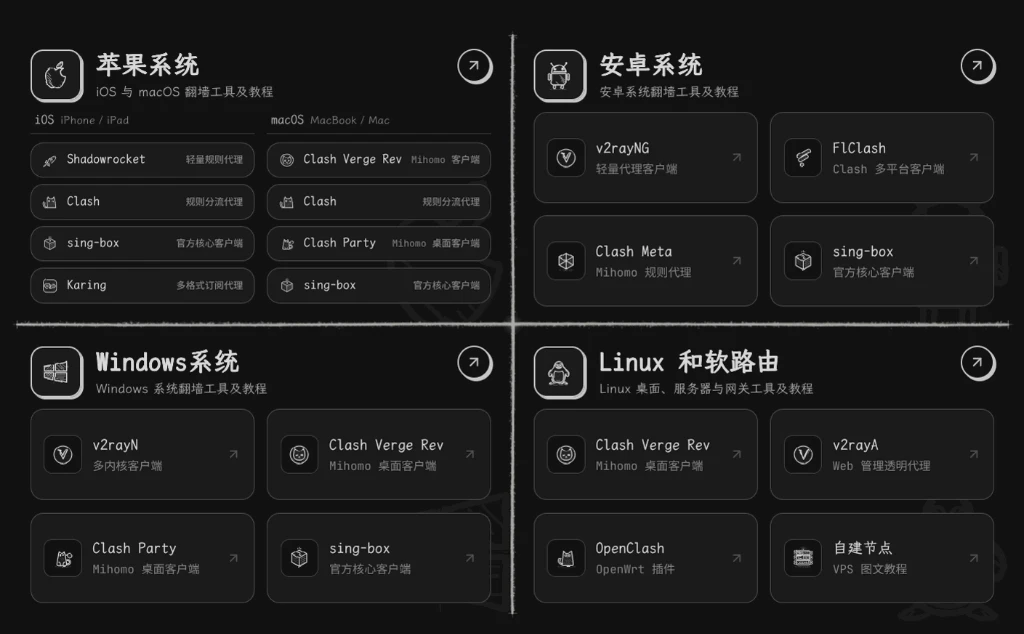 苹果系统
iOS 与 macOS 翻墙工具及教程
iOS iPhone / iPad
Shadowrocket 轻量规则代理
Clash 规则分流代理
sing-box 官方核心客户端
Karing 多格式订阅代理
macOS MacBook / Mac
Clash Verge Rev Mihomo 客户端
Clash 规则分流代理
Clash Party Mihomo 桌面客户端
sing-box 官方核心客户端
安卓系统
安卓系统翻墙工具及教程
v2rayNG
轻量代理客户端
FlClash
Clash 多平台客户端
Clash Meta
Mihomo 规则代理
sing-box
官方核心客户端
Windows系统
Windows 系统翻墙工具及教程
v2rayN
多内核客户端
Clash Verge Rev
Mihomo 桌面客户端
Clash Party
Mihomo 桌面客户端
sing-box
官方核心客户端
Linux 和软路由
Linux 桌面、服务器与网关工具及教程
Clash Verge Rev
Mihomo 桌面客户端
v2rayA
Web 管理透明代理
OpenClash
OpenWrt 插件
自建节点
VPS 图文教程